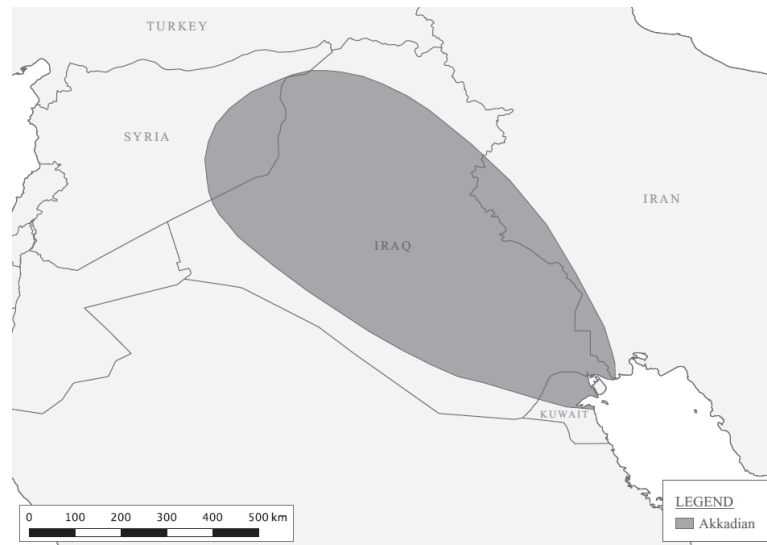 TURKEY
SYRIA
IRAN
IRAQ
KUWAIT
0 100 200 300 400 500 km
LEGEND
Akkadian